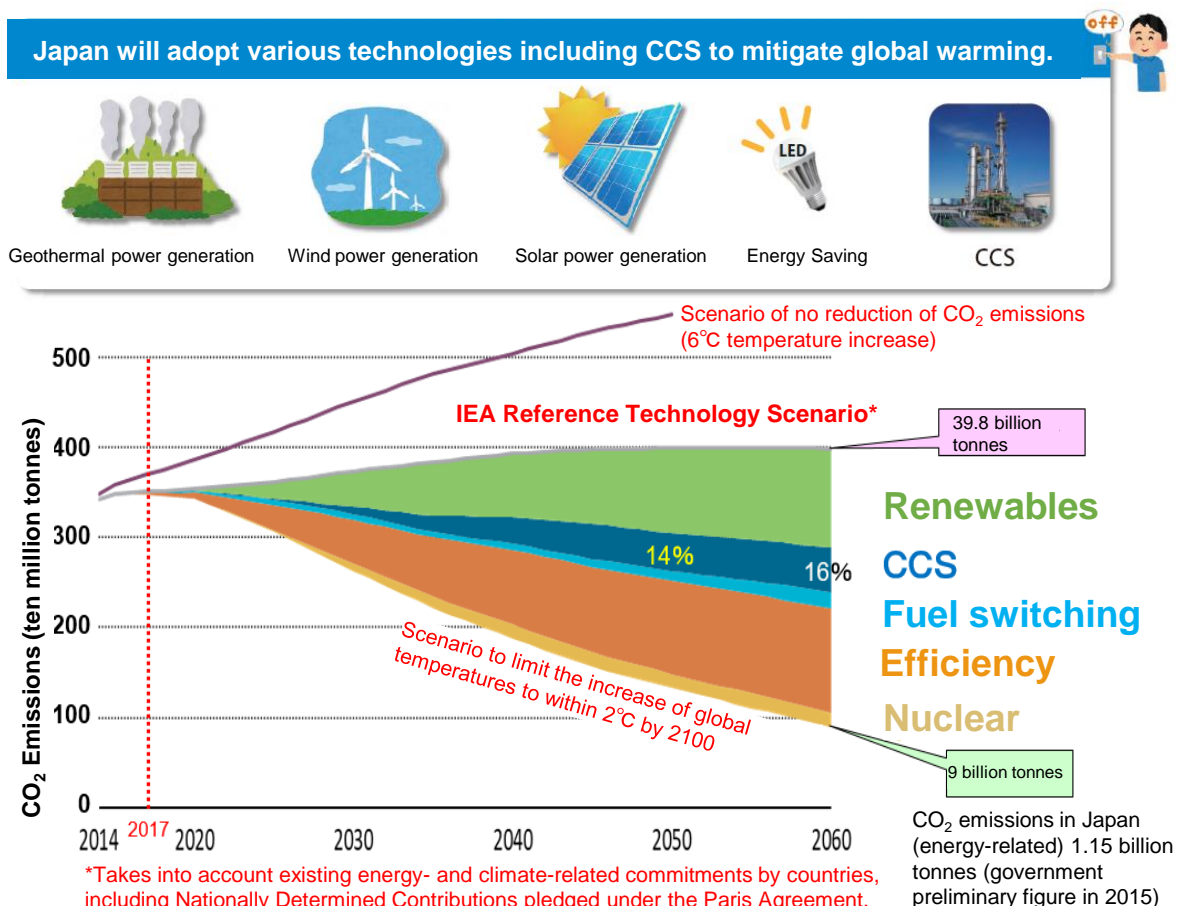 off
Japan will adopt various technologies including CCS to mitigate global warming.
LED
Geothermal power generation
Wind power generation
Solar power generation
Energy Saving
CCS
Scenario of no reduction of CO₂ emissions
(6℃ temperature increase)
IEA Reference Technology Scenario*
39.8 billion
tonnes
CO₂ Emissions (ten million tonnes)
500
400
300
200
100
0
14%
16%
Renewables
CCS
Fuel switching
Efficiency
Nuclear
Scenario to limit the increase of global
temperatures to within 2℃ by 2100
9 billion tonnes
2014
2017
2020
2030
2040
2050
2060
CO₂ emissions in Japan
(energy-related) 1.15 billion
tonnes (government
preliminary figure in 2015)
*Takes into account existing energy- and climate-related commitments by countries,
including Nationally Determined Contributions pledged under the Paris Agreement.